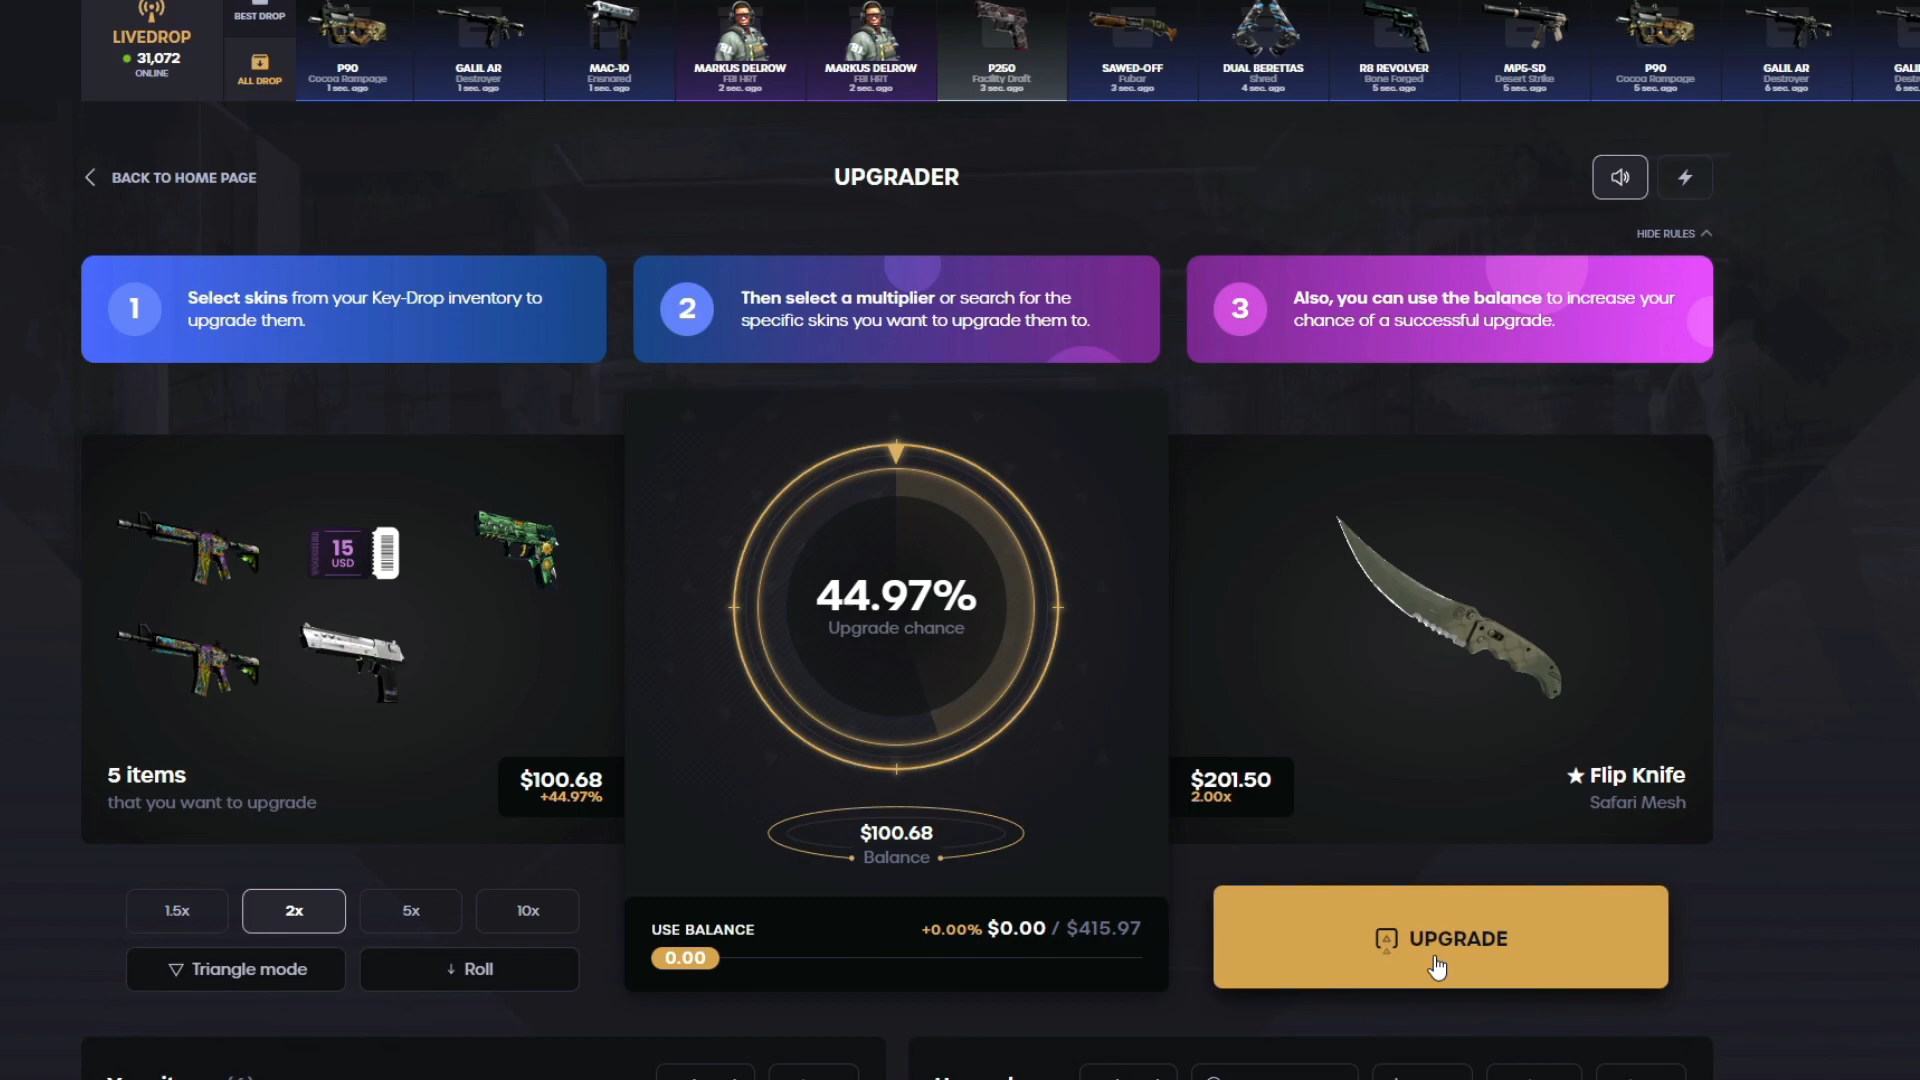 LIVEDROP
31,072
ONLINE
BEST DROP
ALL DROP
P90
Cocoa Rampage
1 sec. ago
GALIL AR
Destroyer
1 sec. ago
MAC-10
Ensnared
1 sec. ago
MARKUS DELROW
FBI HRT
2 sec. ago
MARKUS DELROW
FBI HRT
2 sec. ago
P250
Facility Draft
3 sec. ago
SAWED-OFF
Fubar
3 sec. ago
DUAL BERETTAS
Shred
4 sec. ago
R8 REVOLVER
Bone Forged
5 sec. ago
MP5-SD
Desert Strike
5 sec. ago
P90
Cocoa Rampage
5 sec. ago
GALIL AR
Destroyer
6 sec. ago
BACK TO HOME PAGE
UPGRADER
HIDE RULES
1
Select skins from your Key-Drop inventory to
upgrade them.
2
Then select a multiplier or search for the
specific skins you want to upgrade them to.
3
Also, you can use the balance to increase your
chance of a successful upgrade.
15
USD
5 items
that you want to upgrade
$100.68
+44.97%
44.97%
Upgrade chance
$100.68
Balance
$201.50
2.00x
★ Flip Knife
Safari Mesh
1.5x
2x
5x
10x
Triangle mode
Roll
USE BALANCE
+0.00% $0.00 / $415.97
0.00
UPGRADE